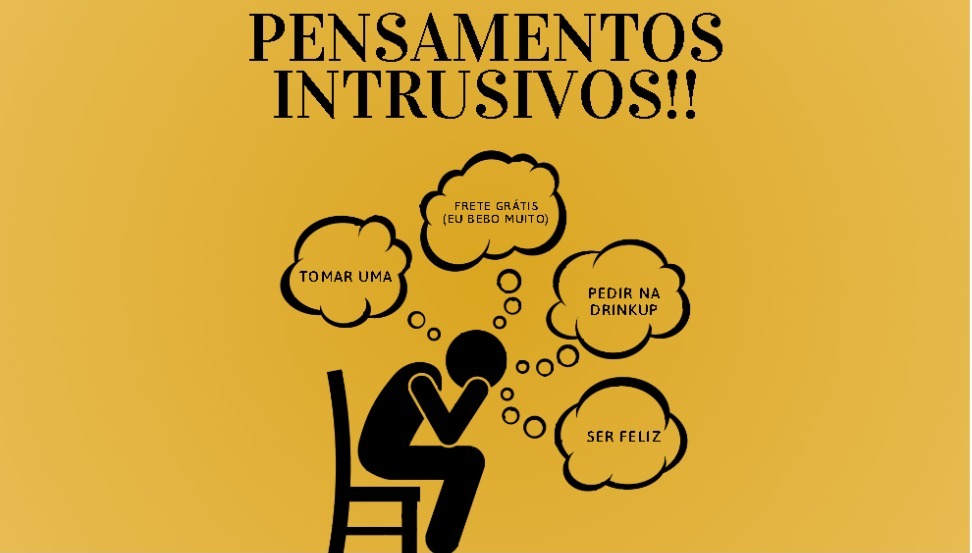 PENSAMENTOS
INTRUSIVOS!!
FRETE GRÁTIS
(EU BEBO MUITO)
TOMAR UMA
PEDIR NA
DRINKUP
SER FELIZ